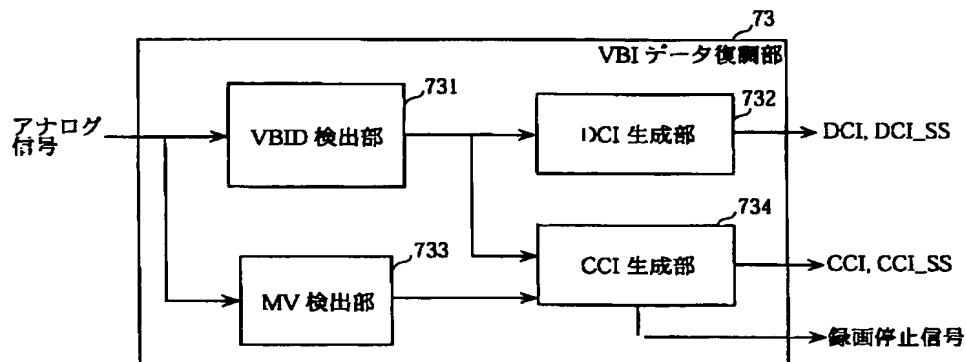 73
VBI データ復調部
731
732
アナログ
信号
VBID 検出部
DCI 生成部
DCI, DCI_SS
733
734
MV 検出部
CCI 生成部
CCI, CCI_SS
録画停止信号